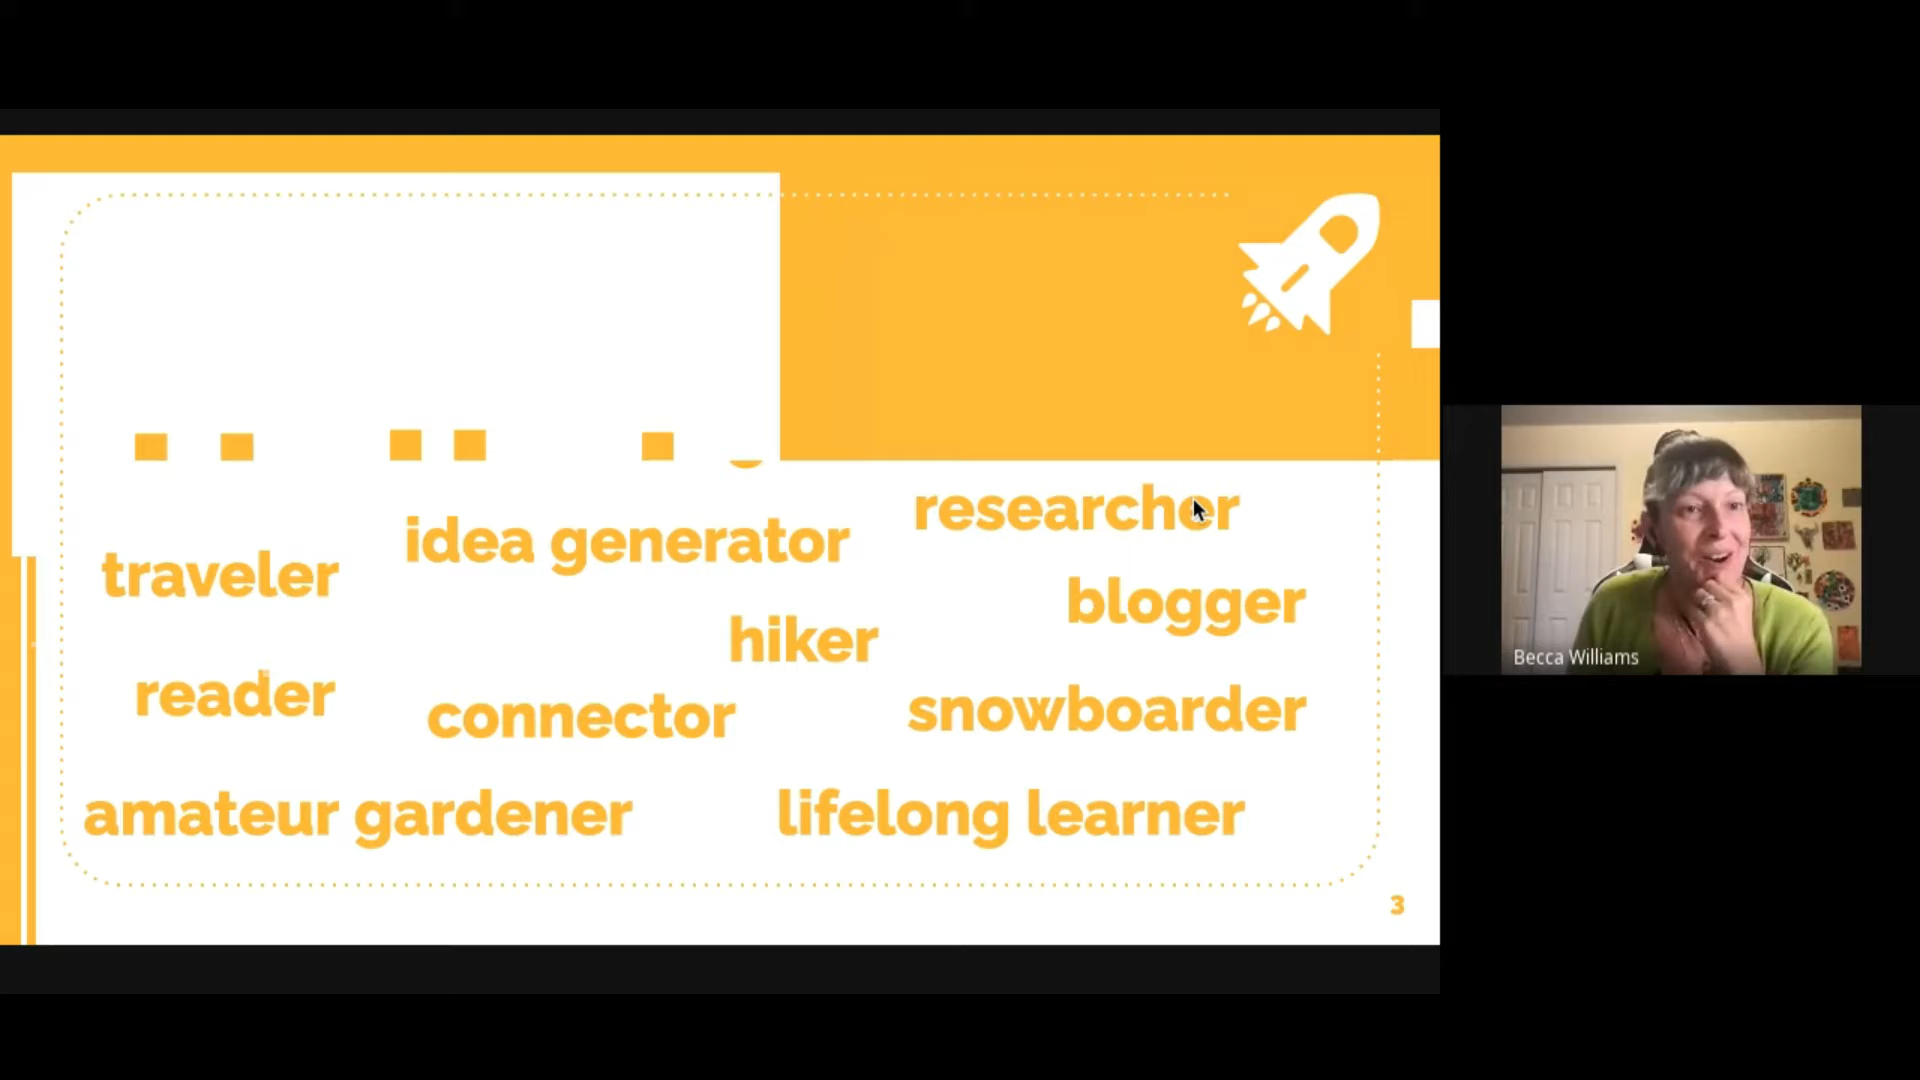 researcher
idea generator
traveler
blogger
hiker
reader
connector
snowboarder
amateur gardener
lifelong learner
3
Becca Williams